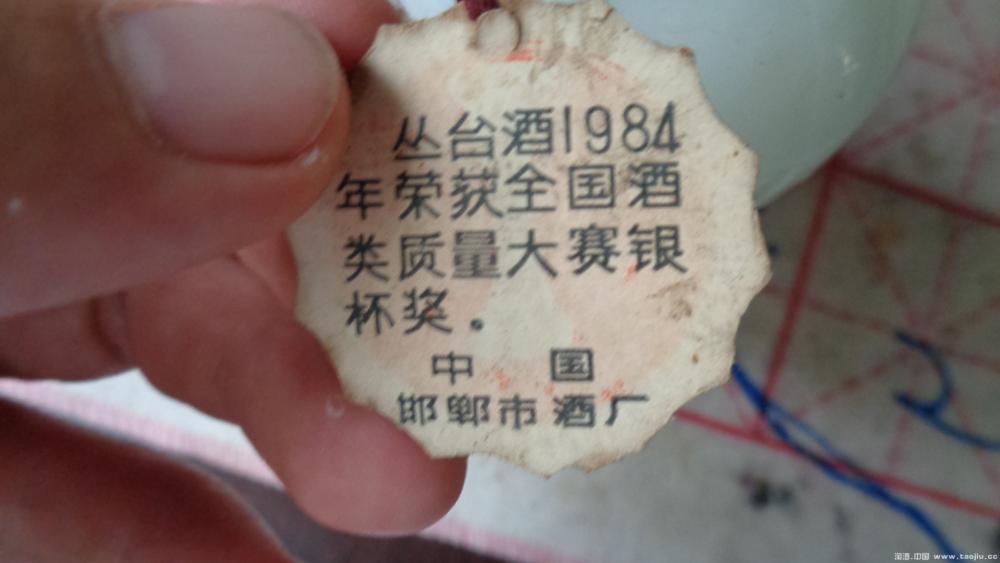 丛台酒1984
年荣获全国酒
类质量大赛银
杯奖.
中 国
邯郸市酒厂
淘酒.中国 www.taojiu.cc